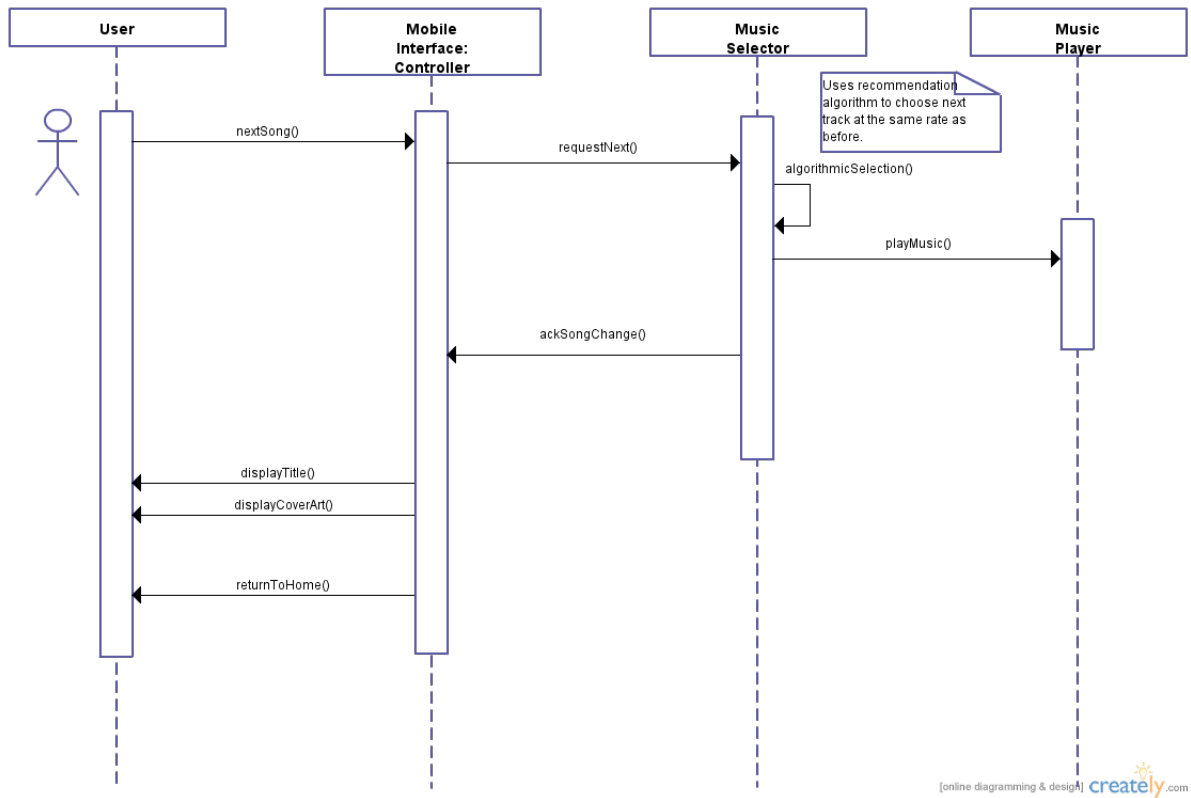 User
Mobile
Interface:
Controller
Music
Selector
Music
Player
Uses recommendation
algorithm to choose next
track at the same rate as
before.
nextSong()
requestNext()
algorithmicSelection()
playMusic()
ackSongChange()
displayTitle()
displayCoverArt()
returnToHome()
[online diagramming & design] creately.com